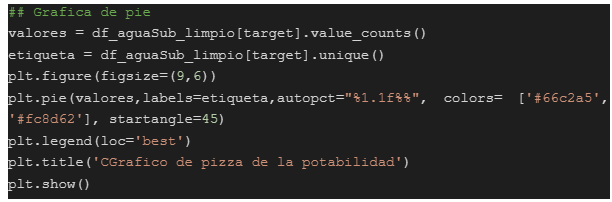 ## Grafica de pie
valores = df_aguaSub_limpio[target].value_counts()
etiqueta = df_aguaSub_limpio[target].unique()
plt.figure(figsize=(9,6))
plt.pie(valores,labels=etiqueta,autopct="%1.1f%%", colors= ['#66c2a5',
'#fc8d62'], startangle=45)
plt.legend(loc='best')
plt.title('CGrafico de pizza de la potabilidad')
plt.show()